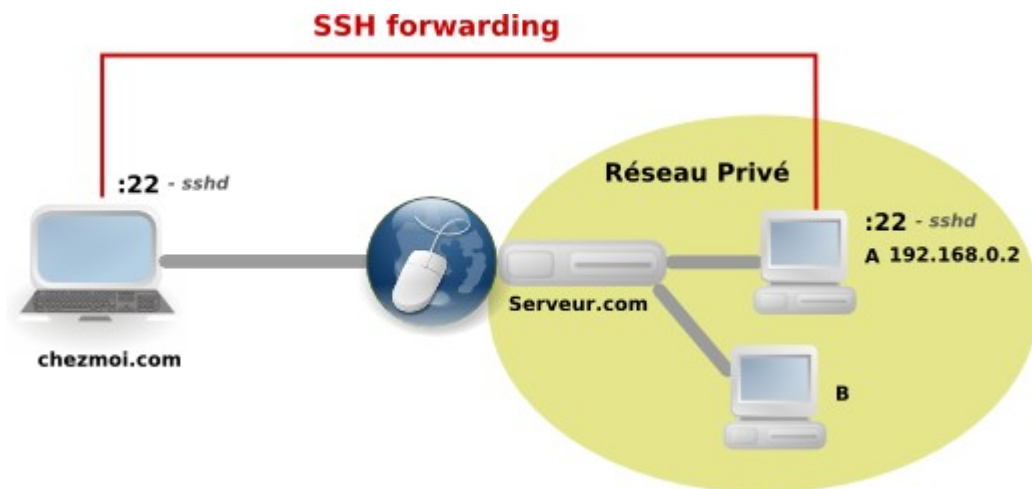 SSH forwarding
:22 - sshd
Réseau Privé
:22 - sshd
A 192.168.0.2
Serveur.com
chezmoi.com
B